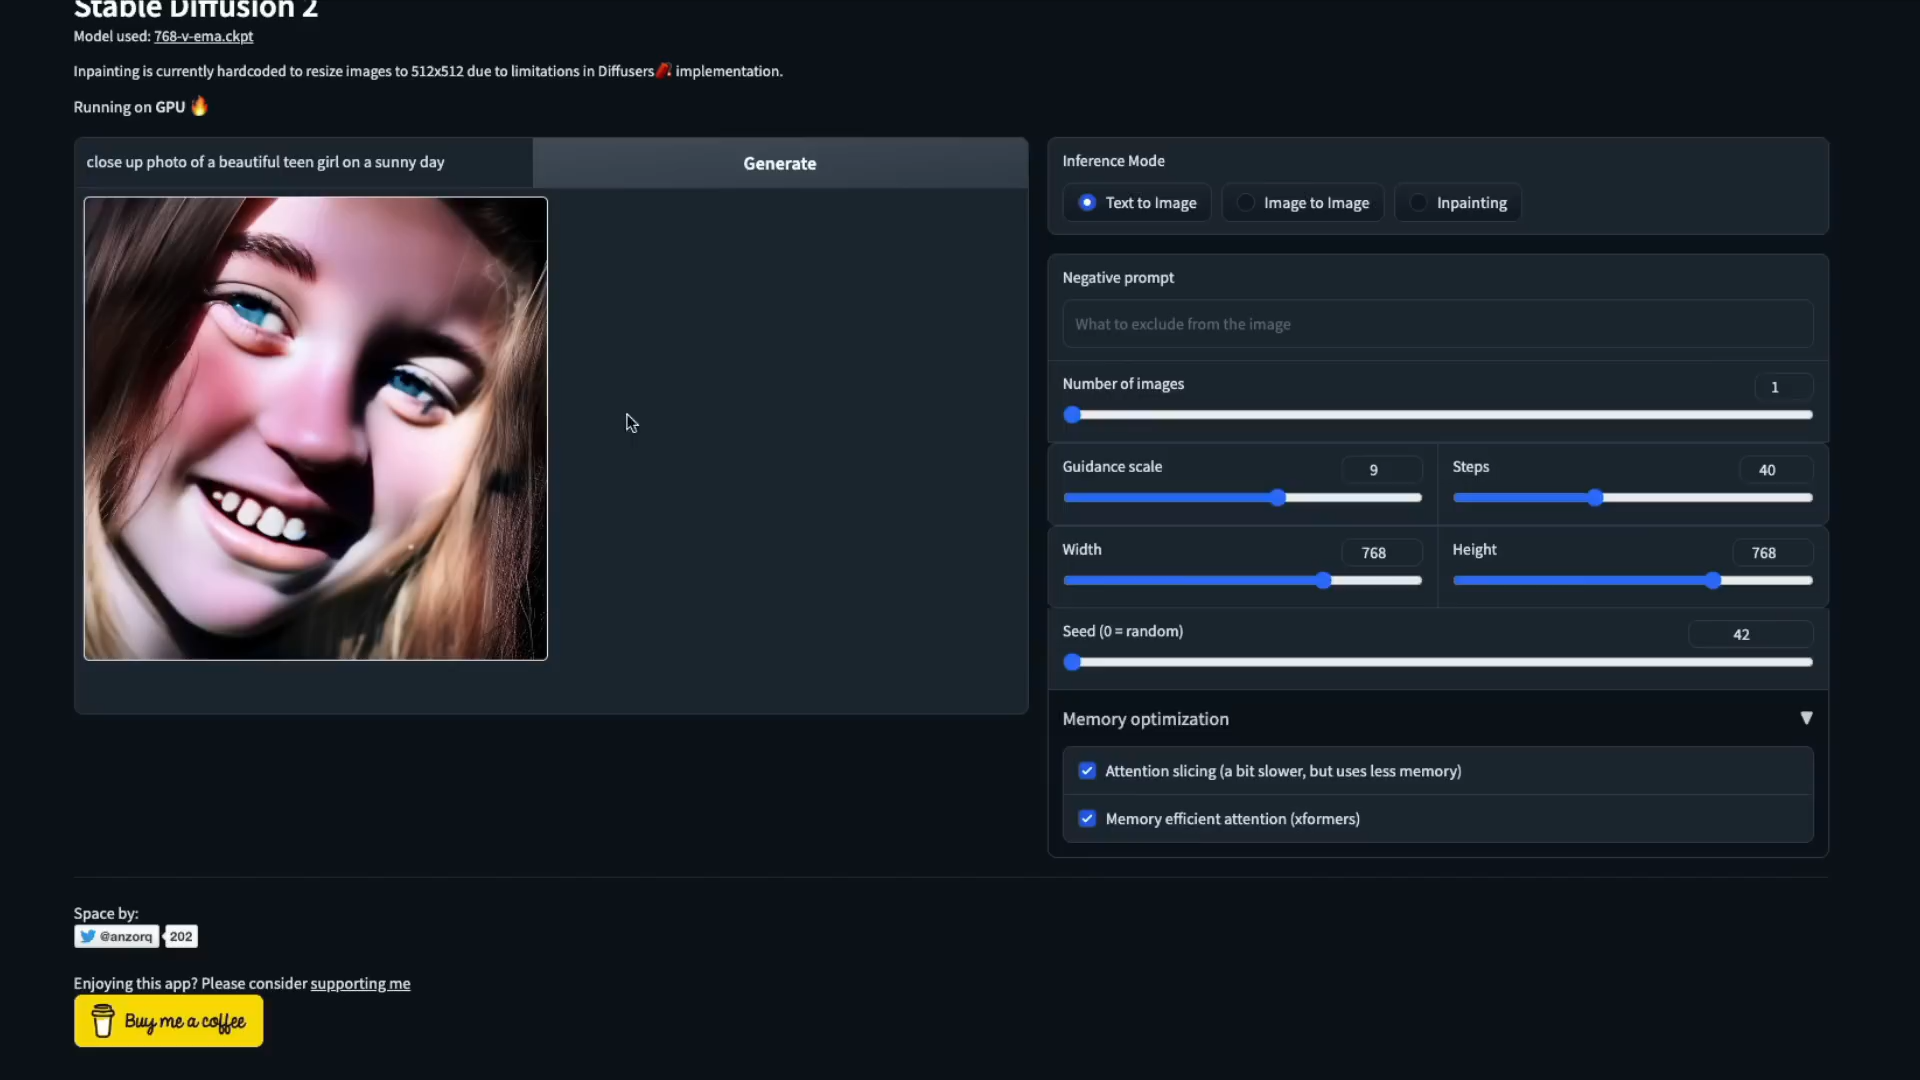 Stable Diffusion 2
Model used: 768-v-ema.ckpt
Inpainting is currently hardcoded to resize images to 512x512 due to limitations in Diffusers🧨 implementation.
Running on GPU 🔥
close up photo of a beautiful teen girl on a sunny day
Generate
Inference Mode
Text to Image
Image to Image
Inpainting
Negative prompt
What to exclude from the image
Number of images
1
Guidance scale
9
Steps
40
Width
768
Height
768
Seed (0 = random)
42
Memory optimization ▼
Attention slicing (a bit slower, but uses less memory)
Memory efficient attention (xformers)
Space by:
@anzorq 202
Enjoying this app? Please consider supporting me
Buy me a coffee